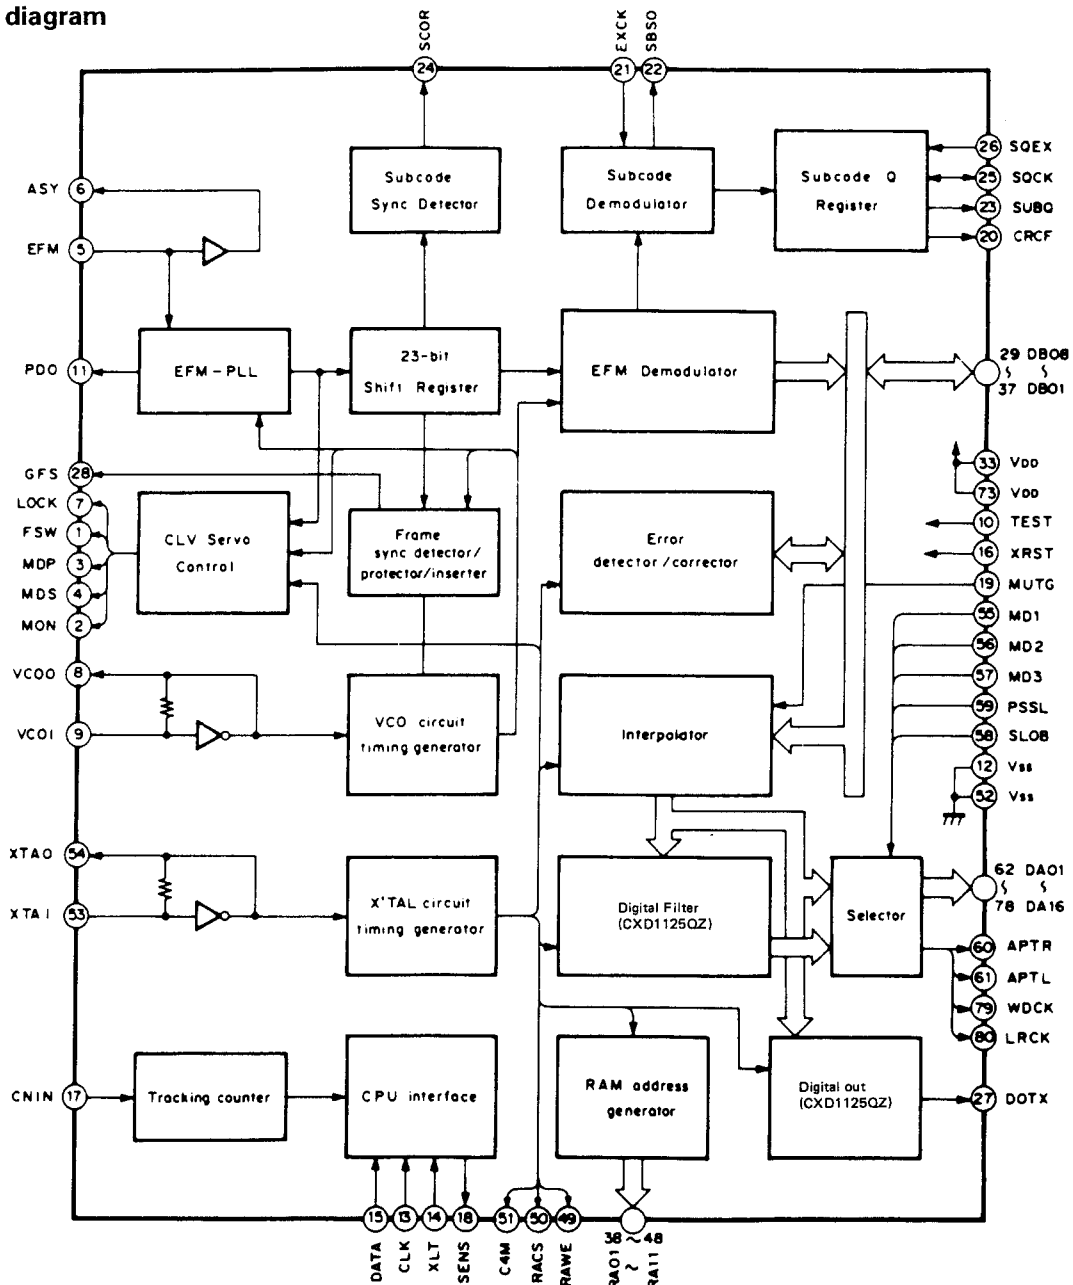 diagram
SCOR
EXCK
SBSO
24
21
22
Subcode
Sync Detector
Subcode
Demodulator
Subcode Q
Register
26 SQEX
25 SQCK
23 SUBQ
20 CRCF
ASY 6
EFM 5
PDO 11
EFM-PLL
23-bit
Shift Register
EFM Demodulator
29 DB08
37 DB01
GFS 28
LOCK 7
FSW 1
MDP 3
MDS 4
MON 2
CLV Servo
Control
Frame
sync detector/
protector/inserter
Error
detector/corrector
33 VDD
73 VDD
10 TEST
16 XRST
19 MUTG
55 MD1
56 MD2
57 MD3
59 PSSL
58 SLOB
12 Vss
52 Vss
VCOO 8
VCOI 9
VCO circuit
timing generator
Interpolator
XTAO 54
XTAI 53
X'TAL circuit
timing generator
Digital Filter
(CXD1125QZ)
Selector
62 DA01
78 DA16
60 APTR
61 APTL
79 WDCK
80 LRCK
CNIN 17
Tracking counter
CPU interface
RAM address
generator
Digital out
(CXD1125QZ)
27 DOTX
15
13
14
18
51
50
49
38 ~ 48
DATA
CLK
XLT
SENS
C4M
RACS
RAWE
RA01
~
RA11